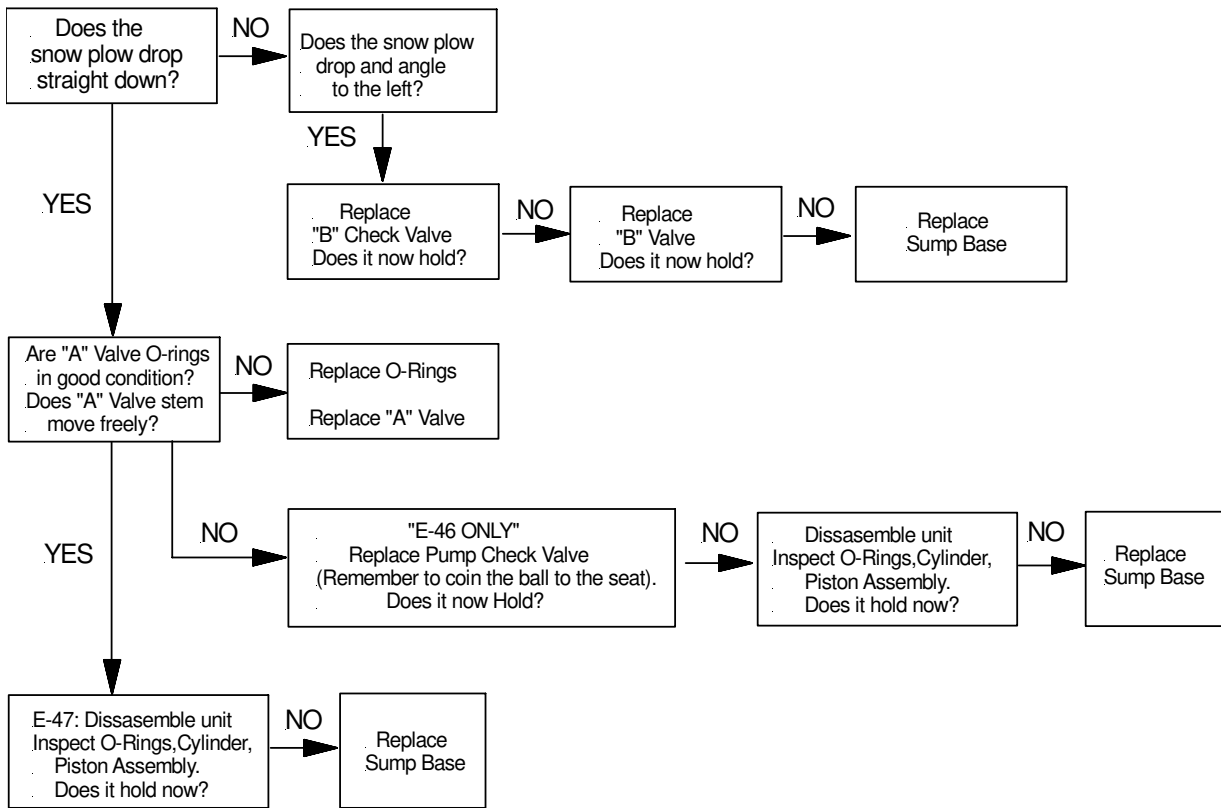 Does the
snow plow drop
straight down?
NO
Does the snow plow
drop and angle
to the left?
YES
YES
Replace
"B" Check Valve
Does it now hold?
NO
Replace
"B" Valve
Does it now hold?
NO
Replace
Sump Base
Are "A" Valve O-rings
in good condition?
Does "A" Valve stem
move freely?
NO
Replace O-Rings
Replace "A" Valve
YES
NO
"E-46 ONLY"
Replace Pump Check Valve
(Remember to coin the ball to the seat).
Does it now Hold?
NO
Dissasemble unit
Inspect O-Rings,Cylinder,
Piston Assembly.
Does it hold now?
NO
Replace
Sump Base
E-47: Dissasemble unit
Inspect O-Rings,Cylinder,
Piston Assembly.
Does it hold now?
NO
Replace
Sump Base